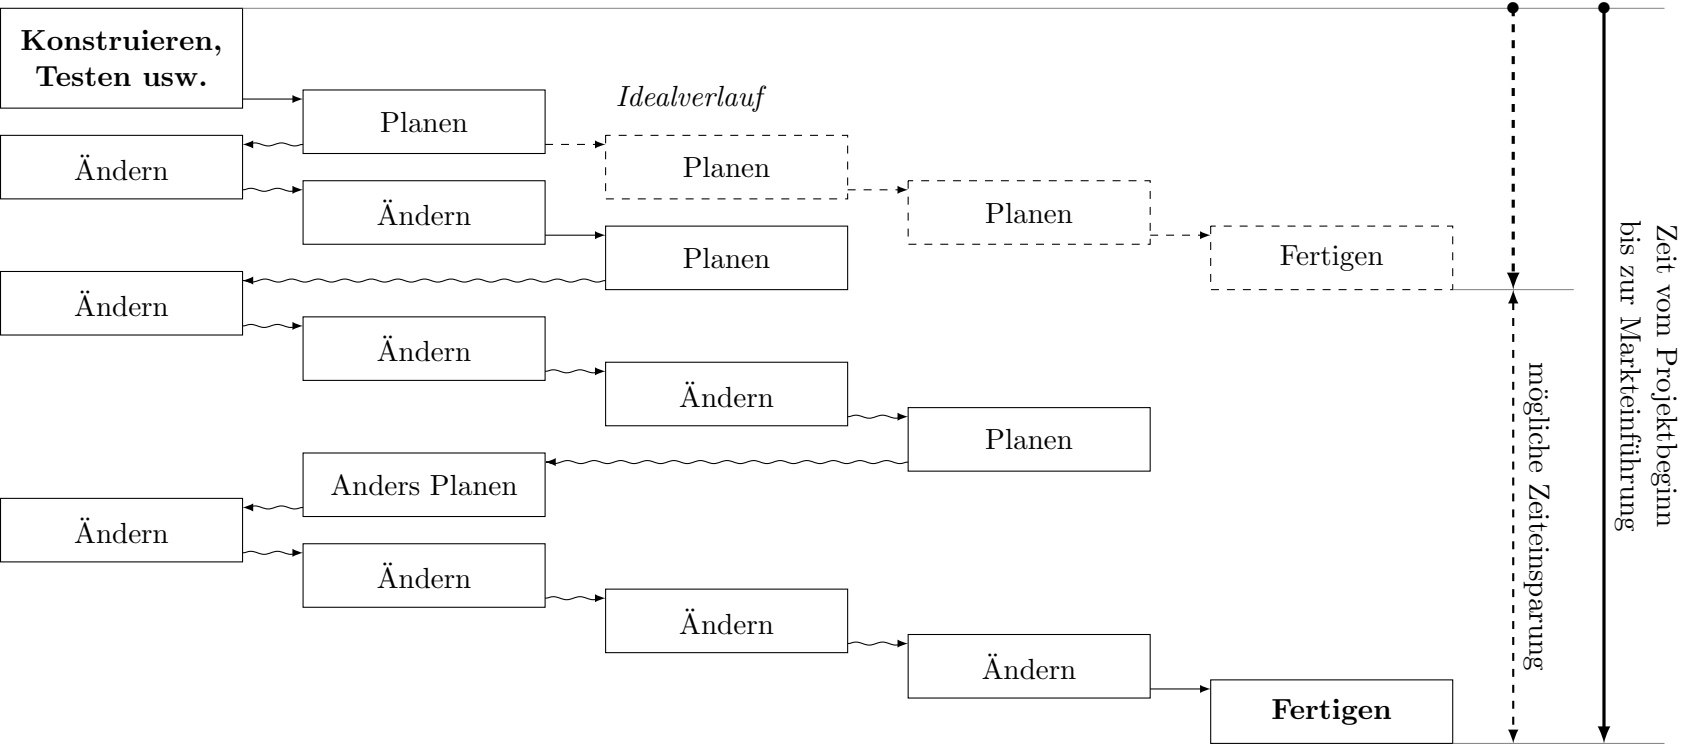 Konstruieren,
Testen usw.
Idealverlauf
Planen
Ändern
Planen
Ändern
Planen
Planen
Fertigen
Ändern
Ändern
Ändern
Planen
Anders Planen
Ändern
Ändern
Ändern
Ändern
Fertigen
mögliche Zeiteinsparung
Zeit vom Projektbeginn
bis zur Markteinführung